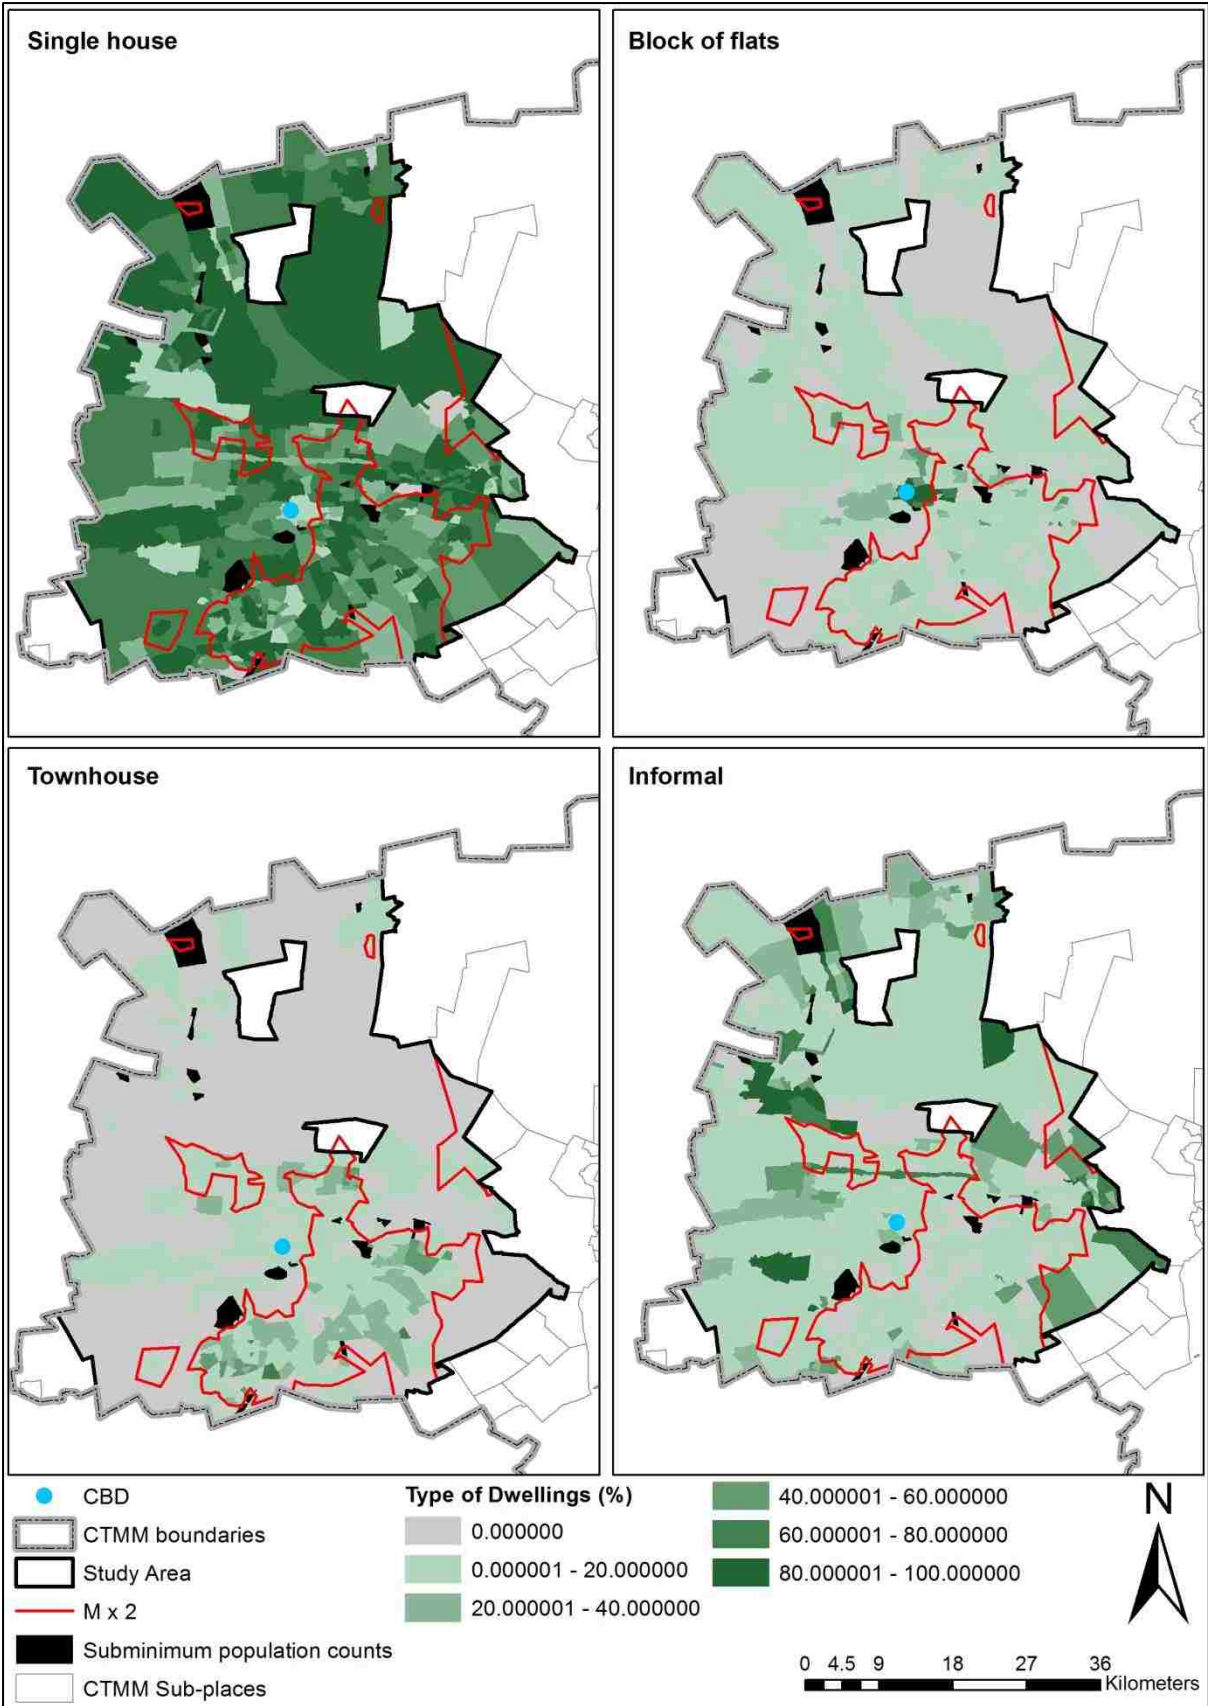 Single house
Block of flats
Townhouse
Informal
CBD
CTMM boundaries
Study Area
M x 2
Subminimum population counts
CTMM Sub-places
Type of Dwellings (%)
0.000000
0.000001 - 20.000000
20.000001 - 40.000000
40.000001 - 60.000000
60.000001 - 80.000000
80.000001 - 100.000000
N
0 4.5 9 18 27 36
Kilometers